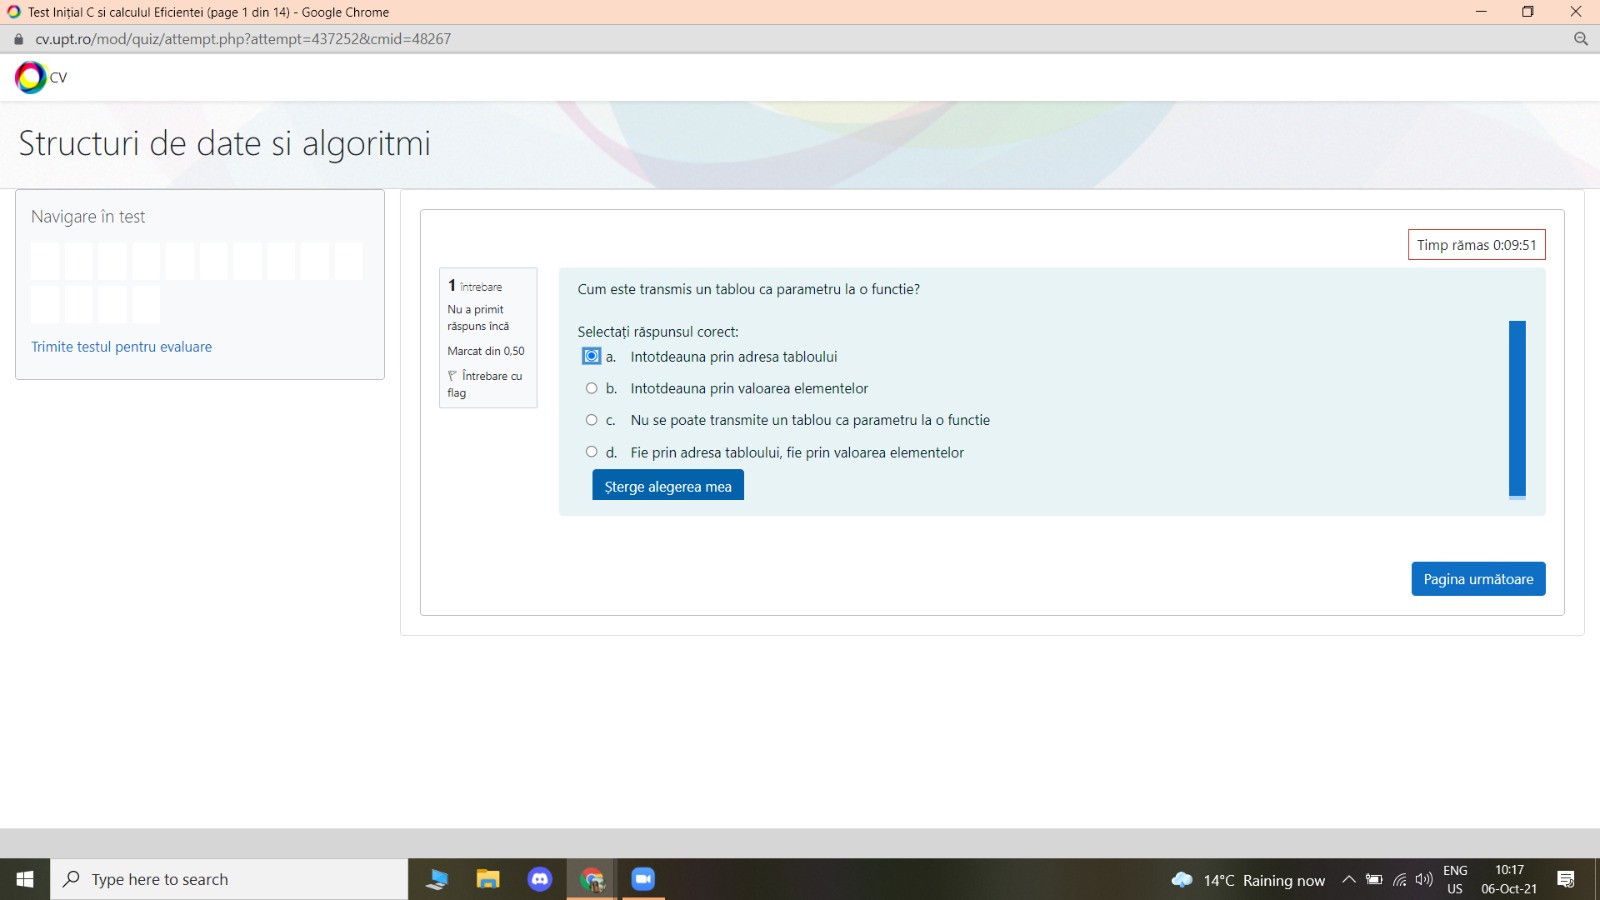 Test Inițial C si calculul Eficientei (page 1 din 14) - Google Chrome
cv.upt.ro/mod/quiz/attempt.php?attempt=437252&cmid=48267
CV
Structuri de date si algoritmi
Navigare în test
Trimite testul pentru evaluare
Timp rămas 0:09:51
1 Întrebare
Nu a primit
răspuns încă
Marcat din 0,50
Întrebare cu
flag
Cum este transmis un tablou ca parametru la o functie?
Selectați răspunsul corect:
a. Intotdeauna prin adresa tabloului
b. Intotdeauna prin valoarea elementelor
c. Nu se poate transmite un tablou ca parametru la o functie
d. Fie prin adresa tabloului, fie prin valoarea elementelor
Șterge alegerea mea
Pagina următoare
Type here to search
14°C Raining now
ENG
US
10:17
06-Oct-21